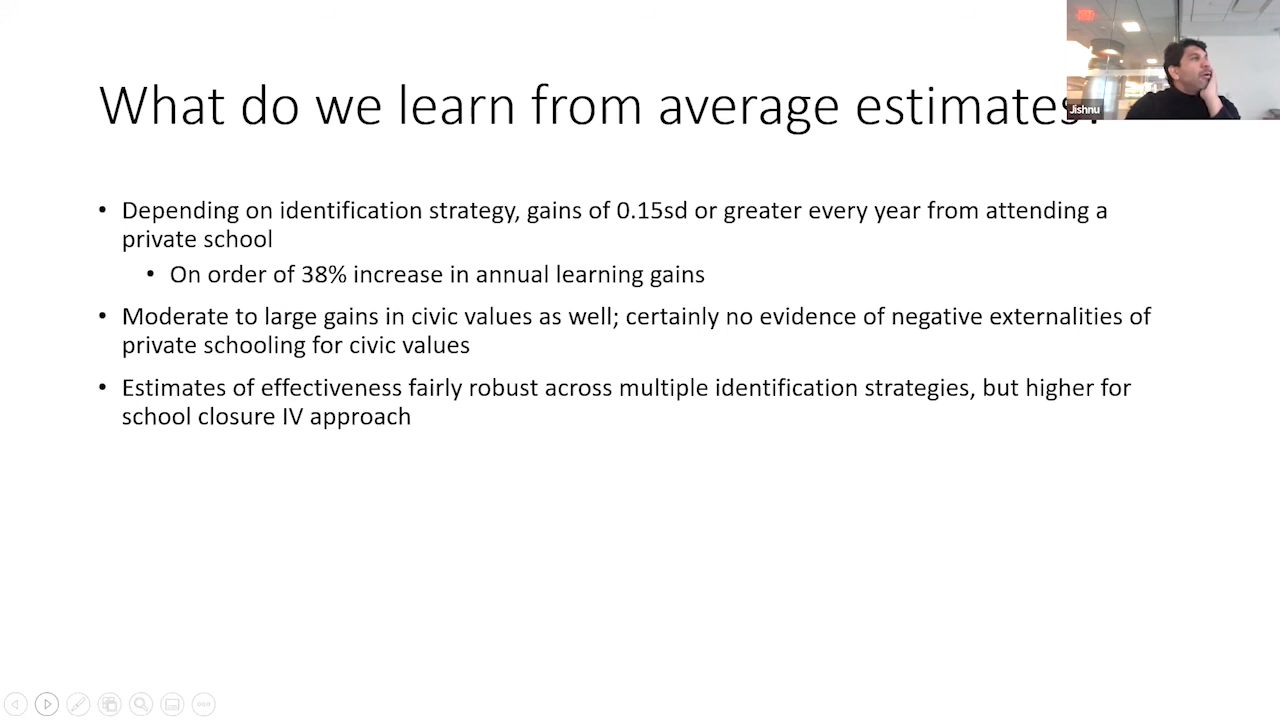 What do we learn from average estimates?
Jishnu
• Depending on identification strategy, gains of 0.15sd or greater every year from attending a
private school
• On order of 38% increase in annual learning gains
• Moderate to large gains in civic values as well; certainly no evidence of negative externalities of
private schooling for civic values
• Estimates of effectiveness fairly robust across multiple identification strategies, but higher for
school closure IV approach